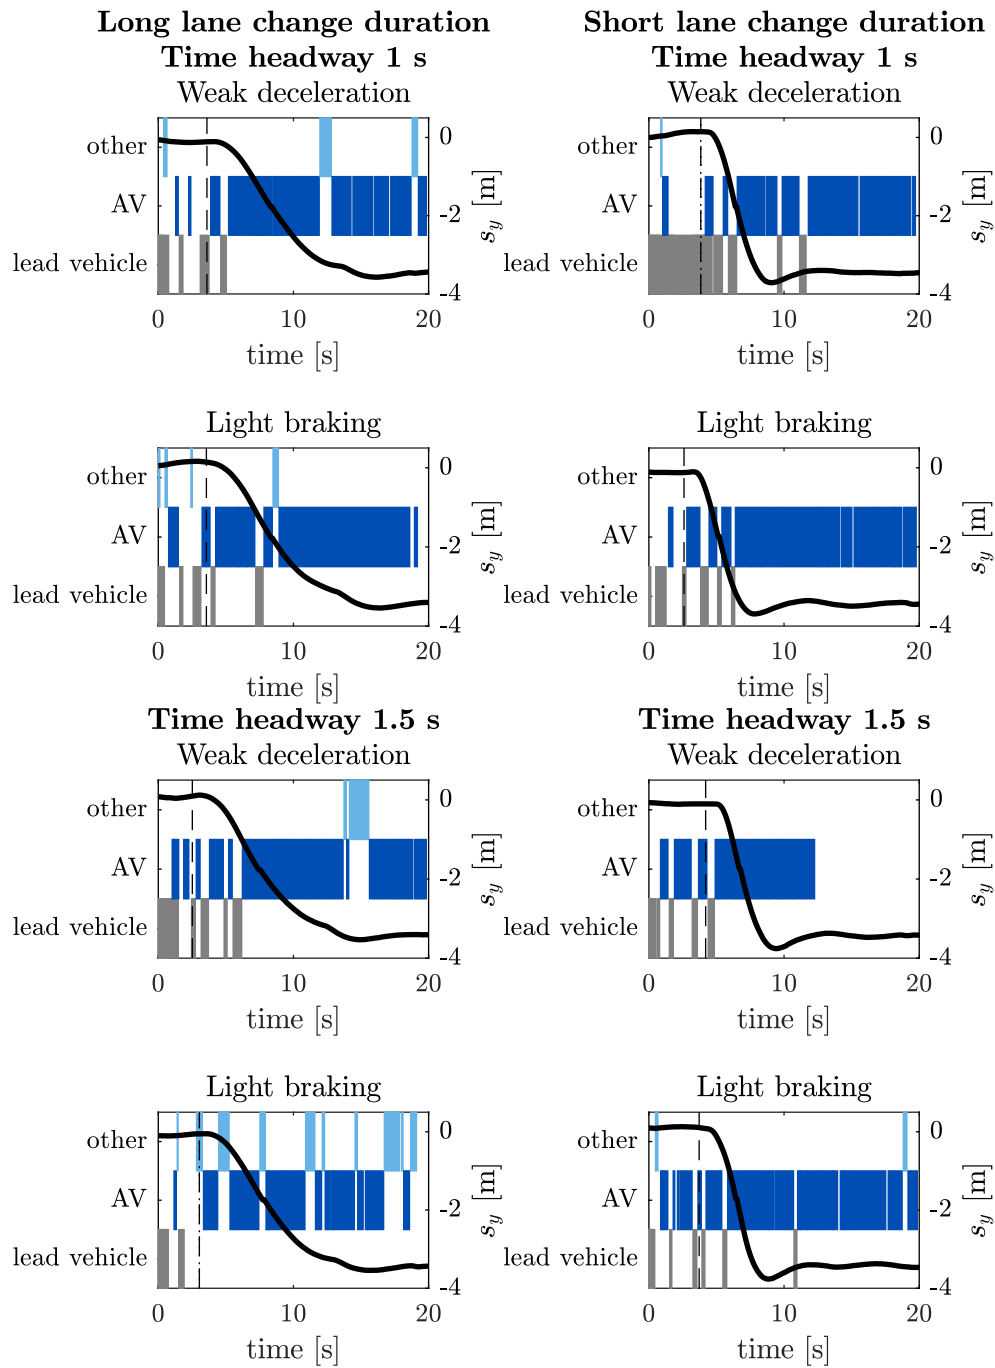 Long lane change duration
Time headway 1 s
Weak deceleration
other
AV
lead vehicle
0
-2
-4
s_y [m]
0 10 20
time [s]
Short lane change duration
Time headway 1 s
Weak deceleration
other
AV
lead vehicle
0
-2
-4
s_y [m]
0 10 20
time [s]
Light braking
other
AV
lead vehicle
0
-2
-4
s_y [m]
0 10 20
time [s]
Light braking
other
AV
lead vehicle
0
-2
-4
s_y [m]
0 10 20
time [s]
Time headway 1.5 s
Weak deceleration
other
AV
lead vehicle
0
-2
-4
s_y [m]
0 10 20
time [s]
Time headway 1.5 s
Weak deceleration
other
AV
lead vehicle
0
-2
-4
s_y [m]
0 10 20
time [s]
Light braking
other
AV
lead vehicle
0
-2
-4
s_y [m]
0 10 20
time [s]
Light braking
other
AV
lead vehicle
0
-2
-4
s_y [m]
0 10 20
time [s]